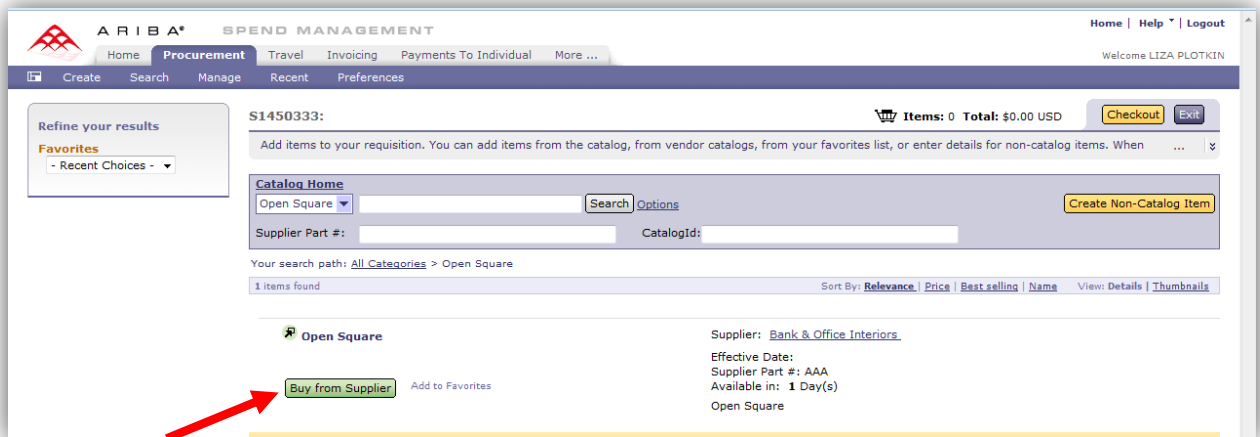 ARIBA® SPEND MANAGEMENT
Home | Help | Logout
Home Procurement Travel Invoicing Payments To Individual More ...
Welcome LIZA PLOTKIN
Create Search Manage Recent Preferences
Refine your results
Favorites
- Recent Choices -
S1450333:
Items: 0 Total: $0.00 USD
Checkout Exit
Add items to your requisition. You can add items from the catalog, from vendor catalogs, from your favorites list, or enter details for non-catalog items. When ...
Catalog Home
Open Square Search Options
Create Non-Catalog Item
Supplier Part #: CatalogId:
Your search path: All Categories > Open Square
1 items found
Sort By: Relevance | Price | Best selling | Name View: Details | Thumbnails
Open Square
Buy from Supplier Add to Favorites
Supplier: Bank & Office Interiors
Effective Date:
Supplier Part #: AAA
Available in: 1 Day(s)
Open Square